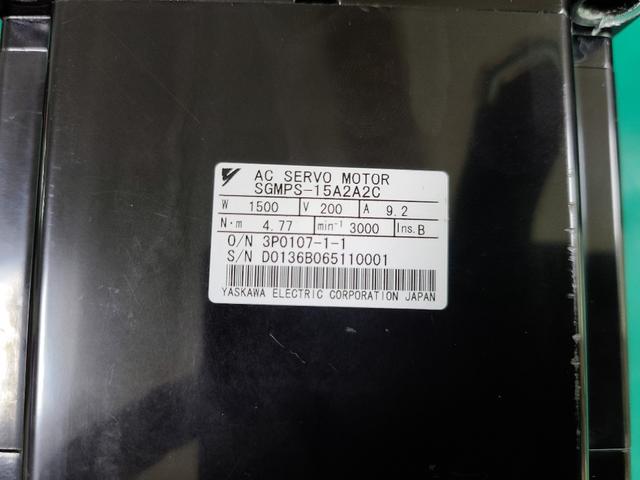 AC SERVO MOTOR
SGMPS-15A2A2C
W 1500 V 200 A 9.2
N·m 4.77 min⁻¹ 3000 Ins.B
O/N 3P0107-1-1
S/N D0136B065110001
YASKAWA ELECTRIC CORPORATION JAPAN